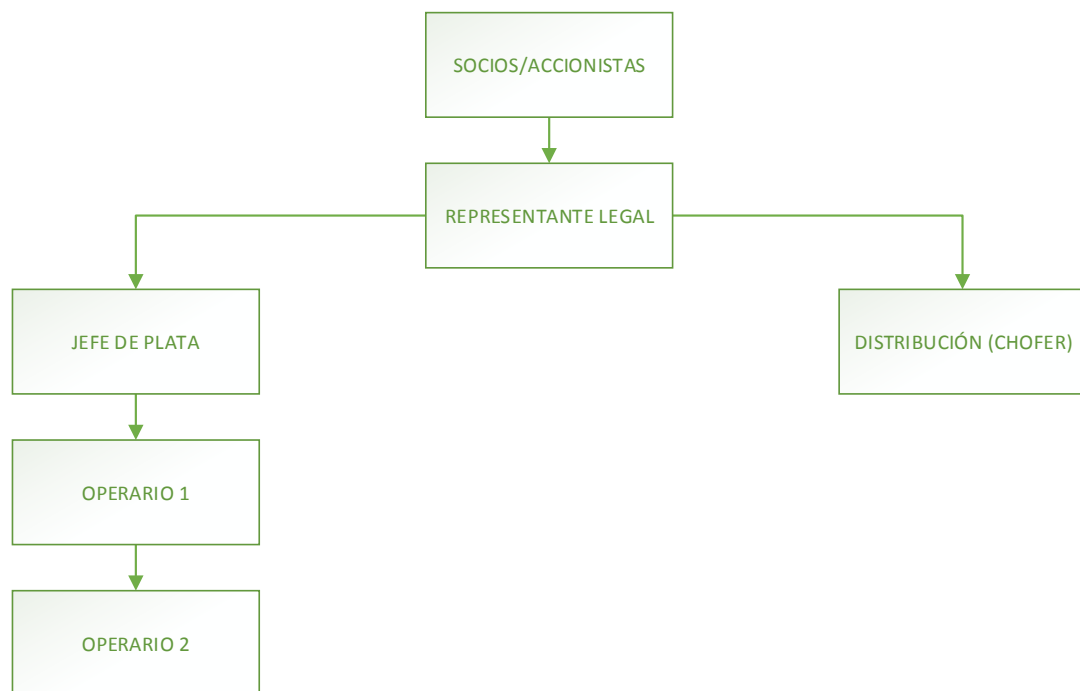 SOCIOS/ACCIONISTAS
REPRESENTANTE LEGAL
JEFE DE PLATA
DISTRIBUCIÓN (CHOFER)
OPERARIO 1
OPERARIO 2